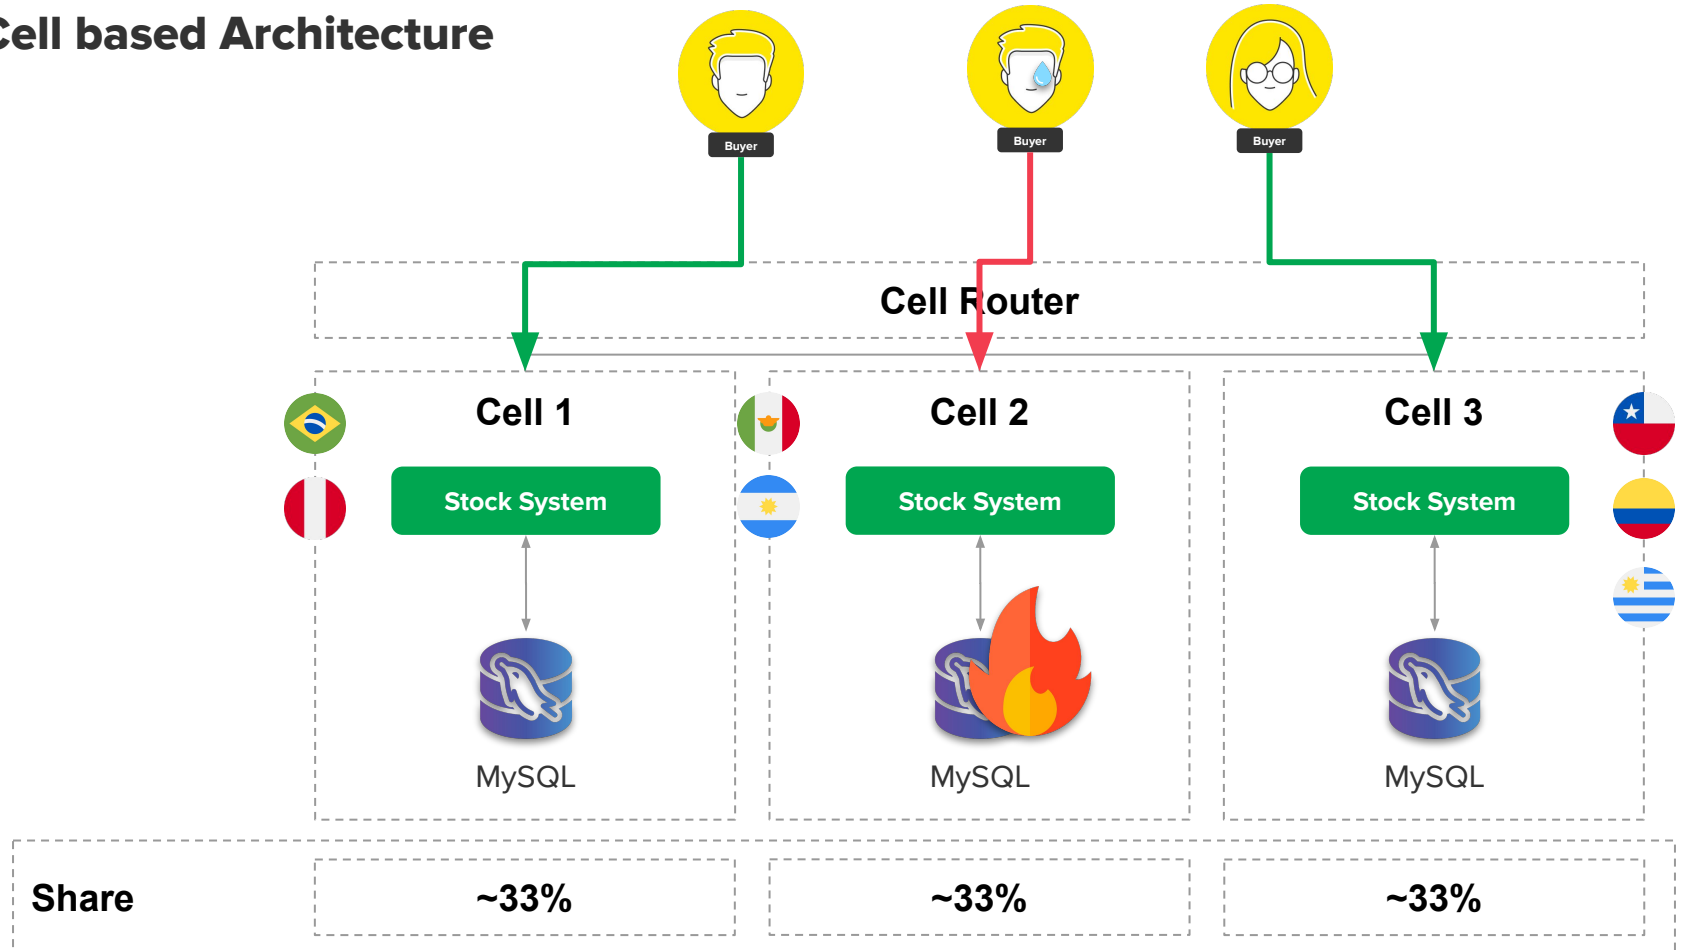 Cell based Architecture
Buyer
Buyer
Buyer
Cell Router
Cell 1
Cell 2
Cell 3
Stock System
Stock System
Stock System
MySQL
MySQL
MySQL
Share
~33%
~33%
~33%